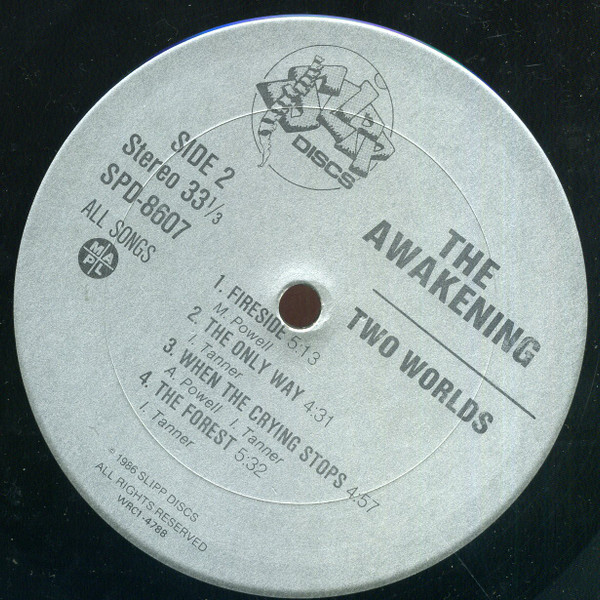 DISCS
SIDE 2
Stereo 33 1/3
SPD-8607
ALL SONGS
M A
P L
THE
AWAKENING
TWO WORLDS
1. FIRESIDE 5:13
M. Powell
2. THE ONLY WAY 4:31
I. Tanner
3. WHEN THE CRYING STOPS 4:57
A. Powell I. Tanner
4. THE FOREST 5:32
I. Tanner
© 1986 SLIPP DISCS
ALL RIGHTS RESERVED
WRC1-4788